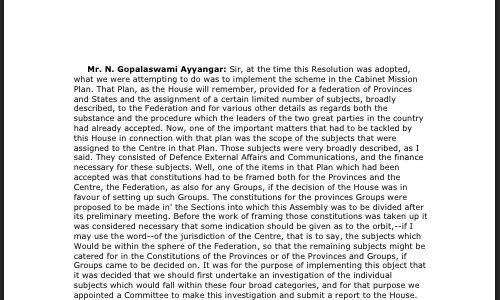 Mr. N. Gopalaswami Ayyangar: Sir, at the time this Resolution was adopted,
what we were attempting to do was to implement the scheme in the Cabinet Mission
Plan. That Plan, as the House will remember, provided for a federation of Provinces
and States and the assignment of a certain limited number of subjects, broadly
described, to the Federation and for various other details as regards both the
substance and the procedure which the leaders of the two great parties in the country
had already accepted. Now, one of the important matters that had to be tackled by
this House in connection with that plan was the scope of the subjects that were
assigned to the Centre in that Plan. Those subjects were very broadly described, as I
said. They consisted of Defence External Affairs and Communications, and the finance
necessary for these subjects. Well, one of the items in that Plan which had been
accepted was that constitutions had to be framed both for the Provinces and the
Centre, the Federation, as also for any Groups, if the decision of the House was in
favour of setting up such Groups. The constitutions for the provinces Groups were
proposed to be made in' the Sections into which this Assembly was to be divided after
its preliminary meeting. Before the work of framing those constitutions was taken up it
was considered necessary that some indication should be given as to the orbit,--if I
may use the word--of the jurisdiction of the Centre, that is to say, the subjects which
Would be within the sphere of the Federation, so that the remaining subjects might be
catered for in the Constitutions of the Provinces or of the Provinces and Groups, if
Groups came to be decided on. It was for the purpose of implementing this object that
it was decided that we should first undertake an investigation of the individual
subjects which would fall within these four broad categories, and for that purpose we
appointed a Committee to make this investigation and submit a report to the House.